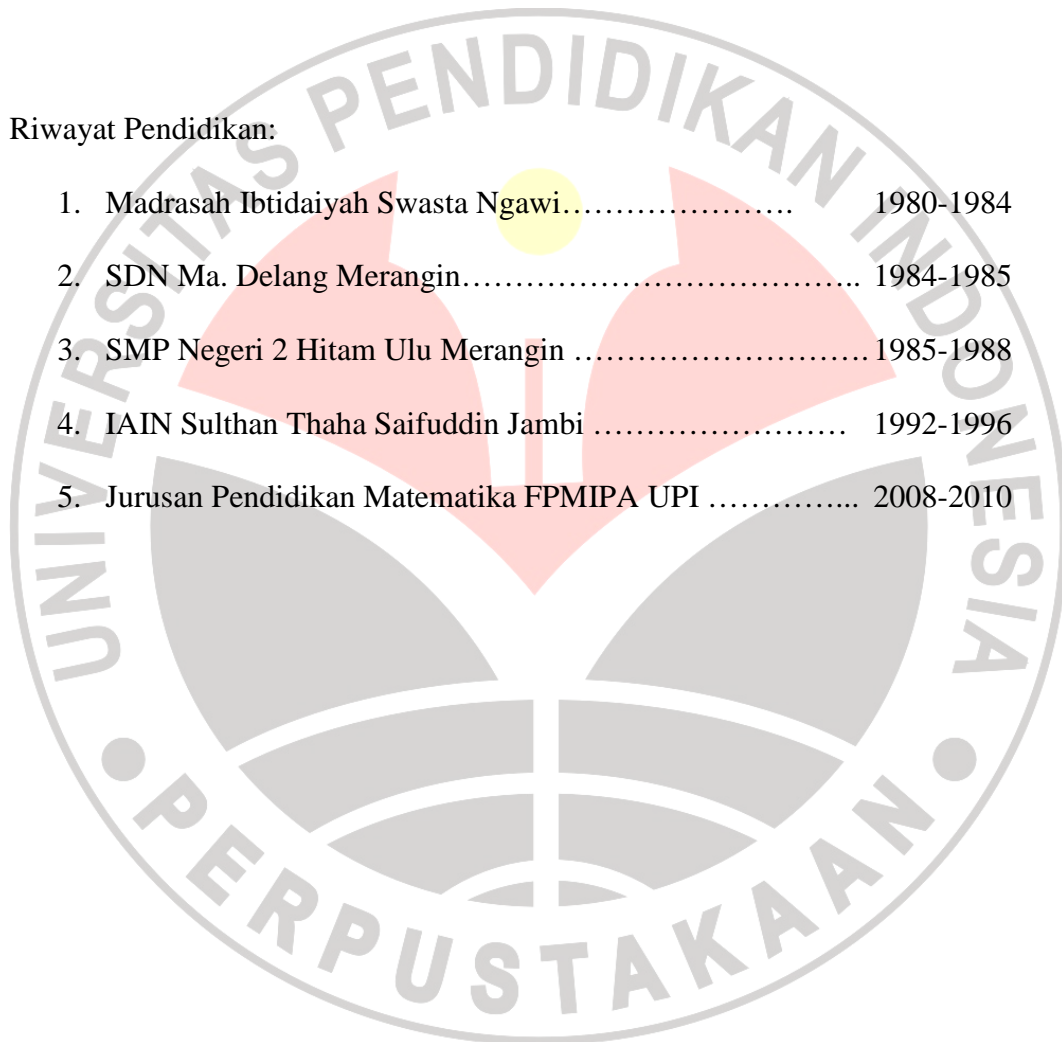 UNIVERSITAS PENDIDIKAN INDONESIA
Riwayat Pendidikan:
1. Madrasah Ibtidaiyah Swasta Ngawi…………………. 1980-1984
2. SDN Ma. Delang Merangin……………………………….. 1984-1985
3. SMP Negeri 2 Hitam Ulu Merangin ………………………. 1985-1988
4. IAIN Sulthan Thaha Saifuddin Jambi …………………… 1992-1996
5. Jurusan Pendidikan Matematika FPMIPA UPI …………... 2008-2010
PERPUSTAKAAN